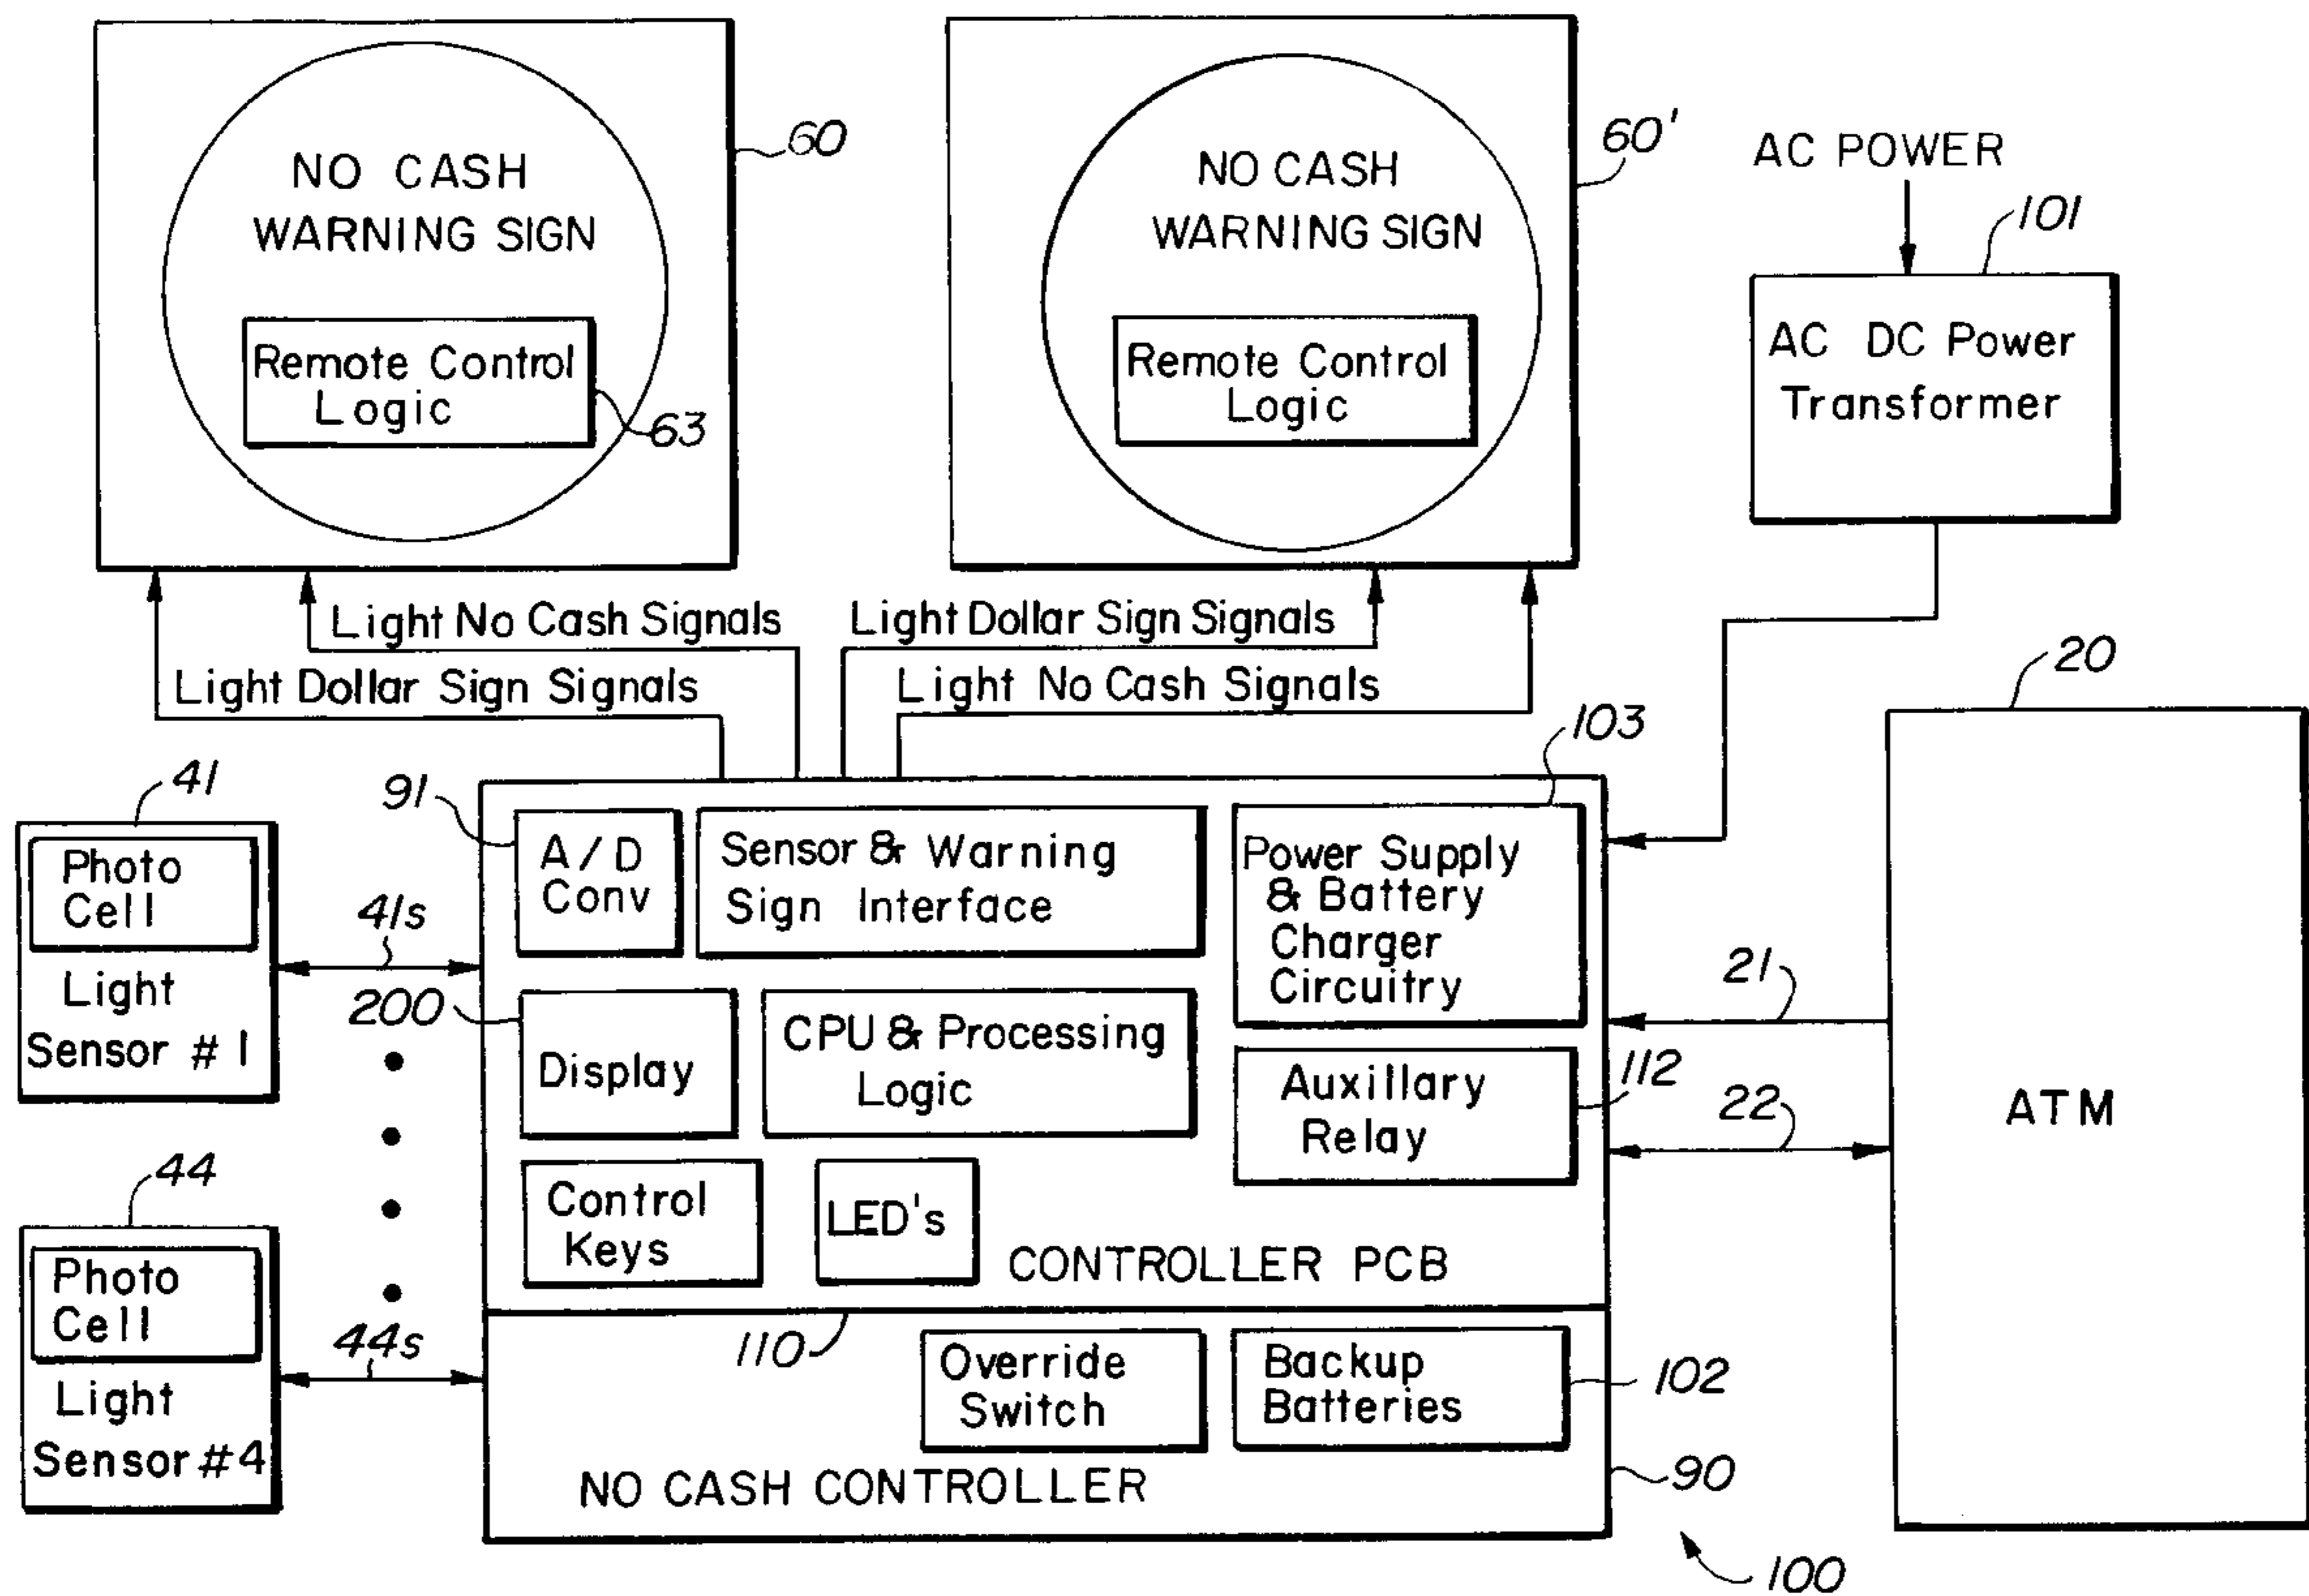 NO CASH
WARNING SIGN
Remote Control
Logic
63
60
NO CASH
WARNING SIGN
Remote Control
Logic
60'
AC POWER
101
AC DC Power
Transformer
Light No Cash Signals
Light Dollar Sign Signals
Light Dollar Sign Signals
Light No Cash Signals
20
ATM
103
41
Photo
Cell
Light
Sensor #1
41s
44
Photo
Cell
Light
Sensor #4
44s
91
A/D
Conv
Sensor & Warning
Sign Interface
Power Supply
& Battery
Charger
Circuitry
200
Display
CPU & Processing
Logic
Auxillary
Relay
112
21
22
Control
Keys
LED's
CONTROLLER PCB
110
Override
Switch
Backup
Batteries
102
NO CASH CONTROLLER
90
100